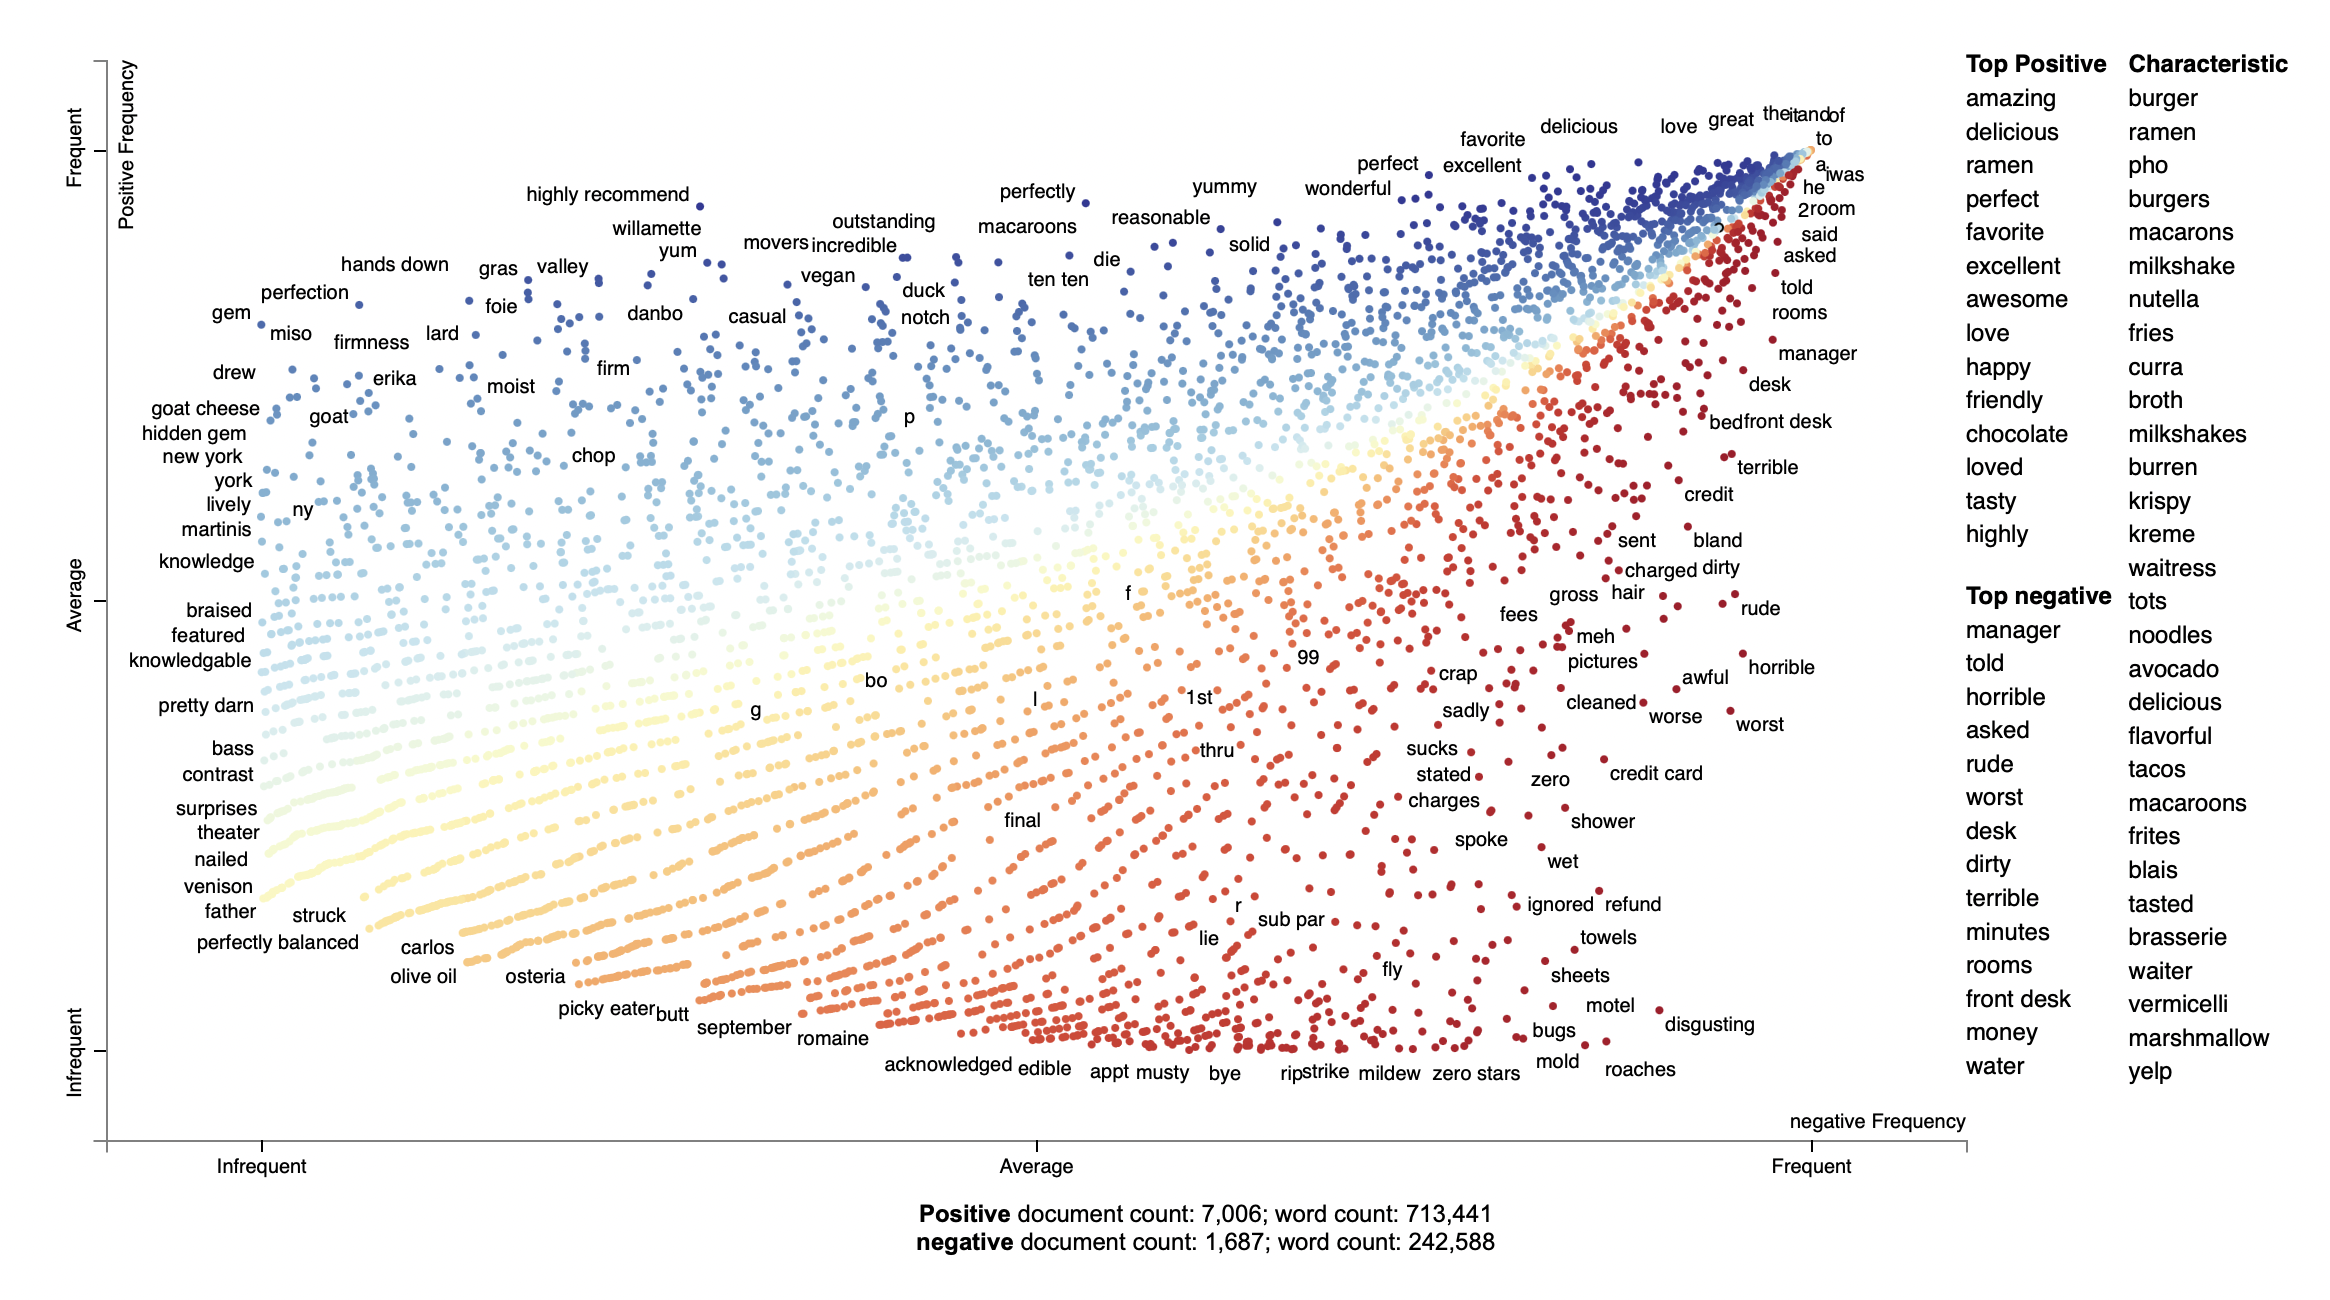 Frequent
Positive Frequency
Average
Infrequent
the
it
and
of
to
a
i
was
he
2
room
said
asked
told
rooms
manager
desk
bed
front desk
terrible
credit
great
love
delicious
favorite
excellent
perfect
wonderful
yummy
reasonable
solid
perfectly
macaroons
die
ten ten
highly recommend
willamette
yum
outstanding
movers
incredible
vegan
duck
notch
casual
danbo
hands down
gras
valley
foie
perfection
gem
miso
firmness
lard
firm
drew
erika
moist
goat cheese
goat
p
hidden gem
new york
chop
york
lively
ny
martinis
knowledge
braised
featured
knowledgable
pretty darn
bass
contrast
surprises
theater
nailed
venison
father
struck
perfectly balanced
carlos
olive oil
osteria
picky eater
butt
september
romaine
acknowledged
edible
appt
musty
bye
rip
strike
mildew
zero stars
mold
roaches
bugs
disgusting
motel
sheets
towels
fly
lie
r
sub par
ignored
refund
wet
spoke
shower
charges
stated
zero
credit card
sucks
thru
final
1st
l
g
bo
f
99
sadly
crap
cleaned
worse
worst
awful
horrible
pictures
meh
fees
gross
hair
rude
charged
dirty
sent
bland
negative Frequency
Infrequent
Average
Frequent
Positive document count: 7,006; word count: 713,441
negative document count: 1,687; word count: 242,588
Top Positive
amazing
delicious
ramen
perfect
favorite
excellent
awesome
love
happy
friendly
chocolate
loved
tasty
highly
Top negative
manager
told
horrible
asked
rude
worst
desk
dirty
terrible
minutes
rooms
front desk
money
water
Characteristic
burger
ramen
pho
burgers
macarons
milkshake
nutella
fries
curra
broth
milkshakes
burren
krispy
kreme
waitress
tots
noodles
avocado
delicious
flavorful
tacos
macaroons
frites
blais
tasted
brasserie
waiter
vermicelli
marshmallow
yelp